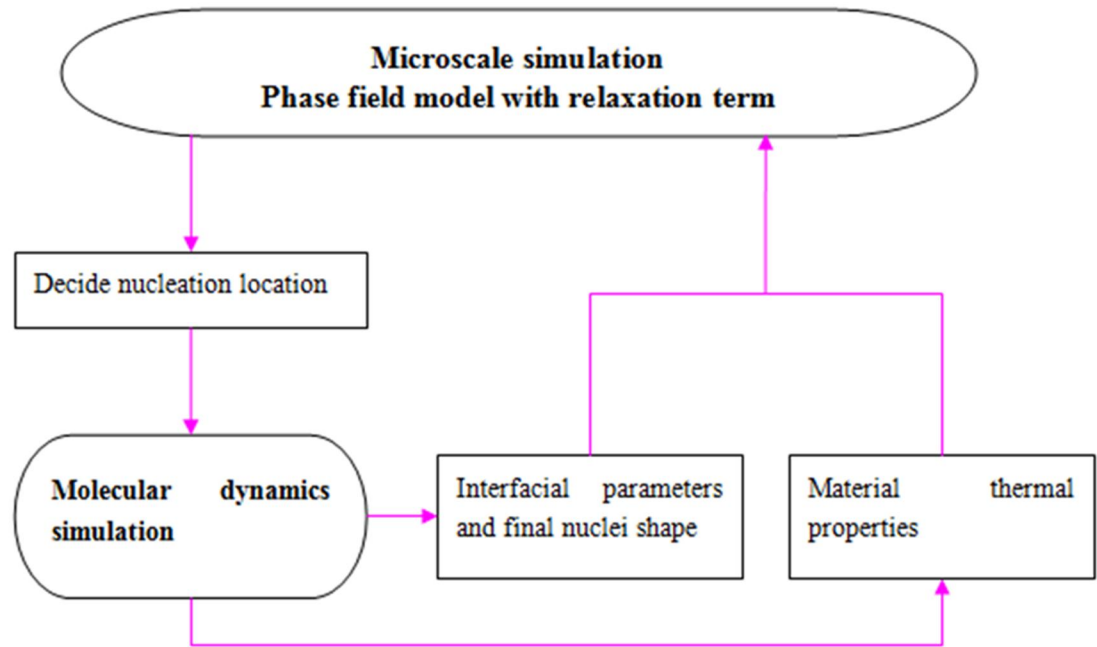 Microscale simulation
Phase field model with relaxation term
Decide nucleation location
Molecular dynamics
simulation
Interfacial parameters
and final nuclei shape
Material thermal
properties